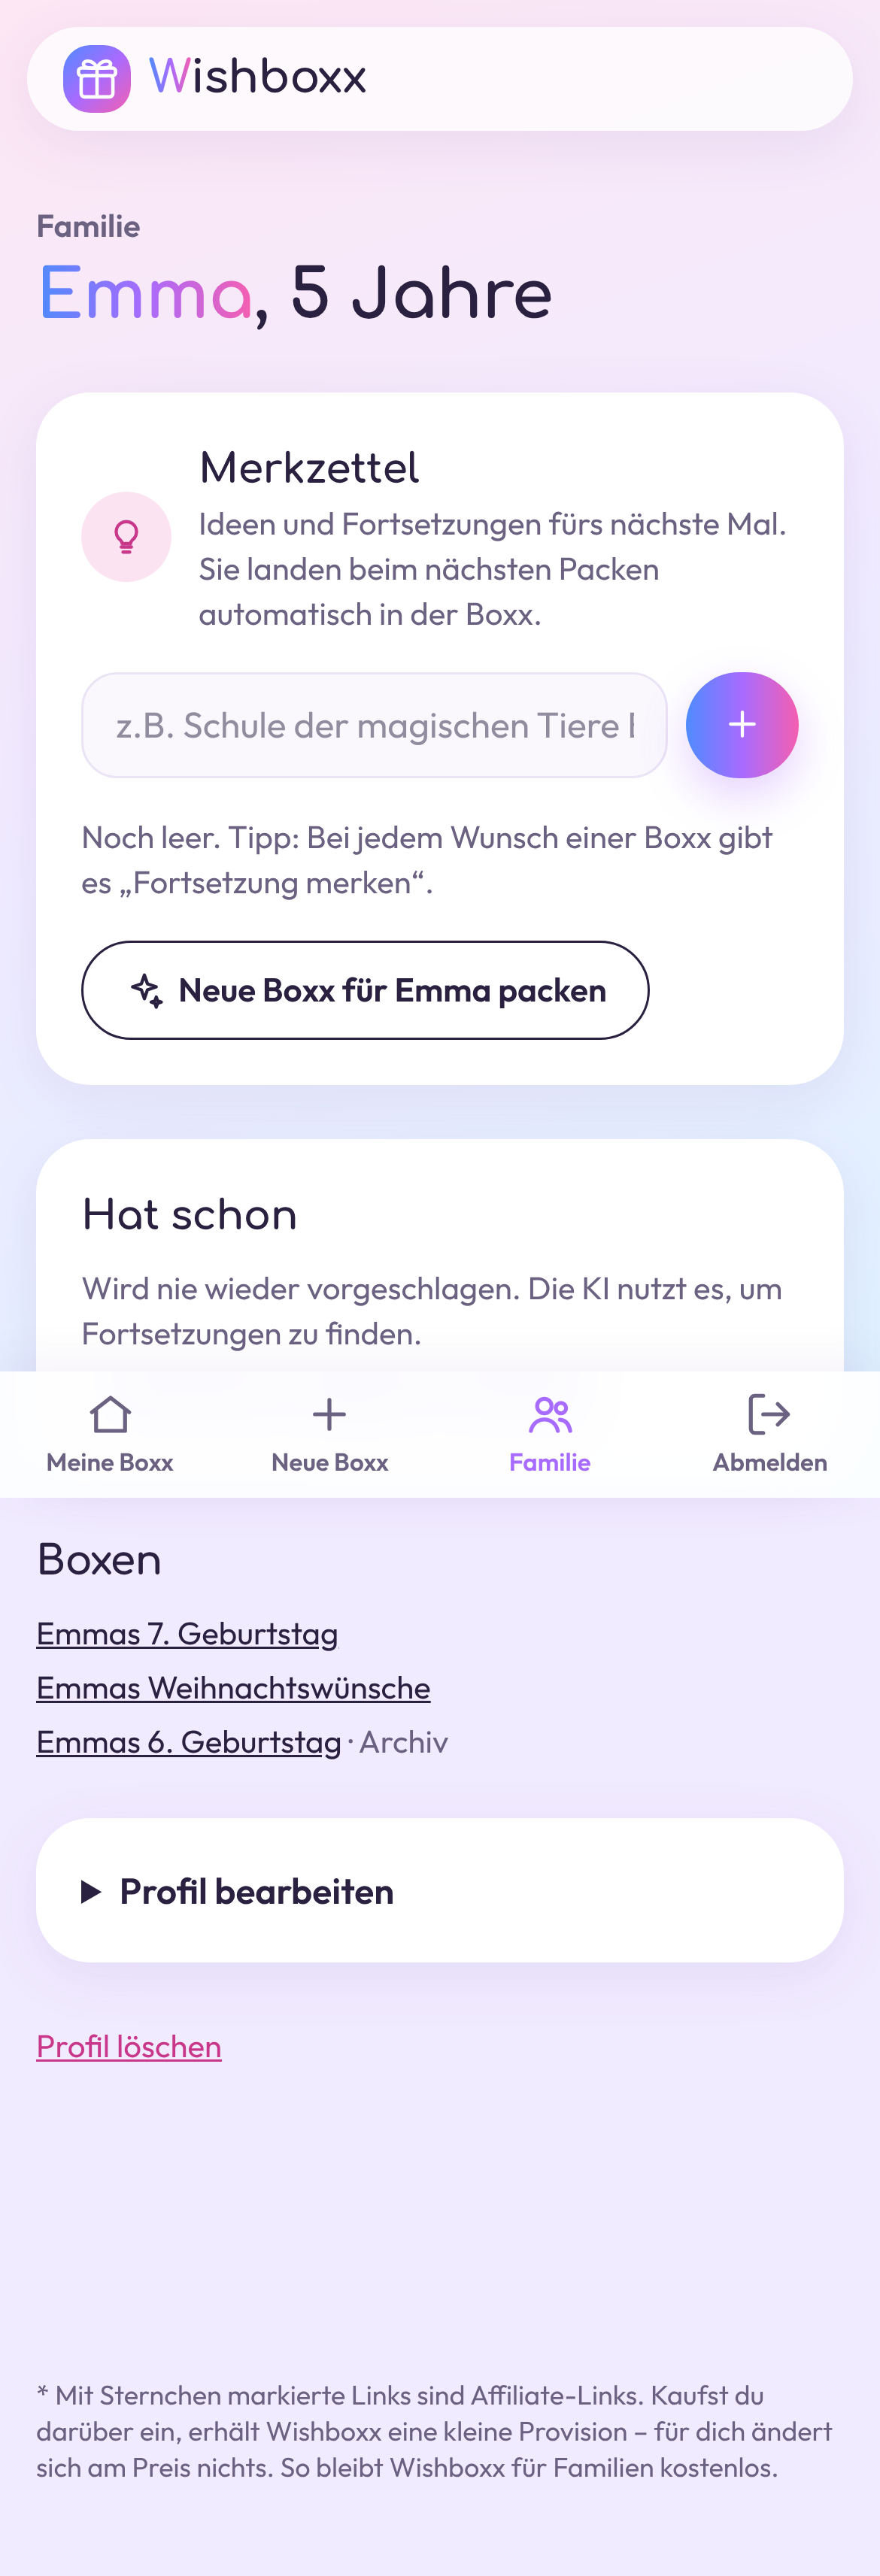 Wishboxx
Familie
Emma, 5 Jahre
Merkzettel
Ideen und Fortsetzungen fürs nächste Mal.
Sie landen beim nächsten Packen
automatisch in der Boxx.
z.B. Schule der magischen Tiere
Noch leer. Tipp: Bei jedem Wunsch einer Boxx gibt
es „Fortsetzung merken“.
Neue Boxx für Emma packen
Hat schon
Wird nie wieder vorgeschlagen. Die KI nutzt es, um
Fortsetzungen zu finden.
Meine Boxx
Neue Boxx
Familie
Abmelden
Boxen
Emmas 7. Geburtstag
Emmas Weihnachtswünsche
Emmas 6. Geburtstag · Archiv
Profil bearbeiten
Profil löschen
* Mit Sternchen markierte Links sind Affiliate-Links. Kaufst du
darüber ein, erhält Wishboxx eine kleine Provision – für dich ändert
sich am Preis nichts. So bleibt Wishboxx für Familien kostenlos.